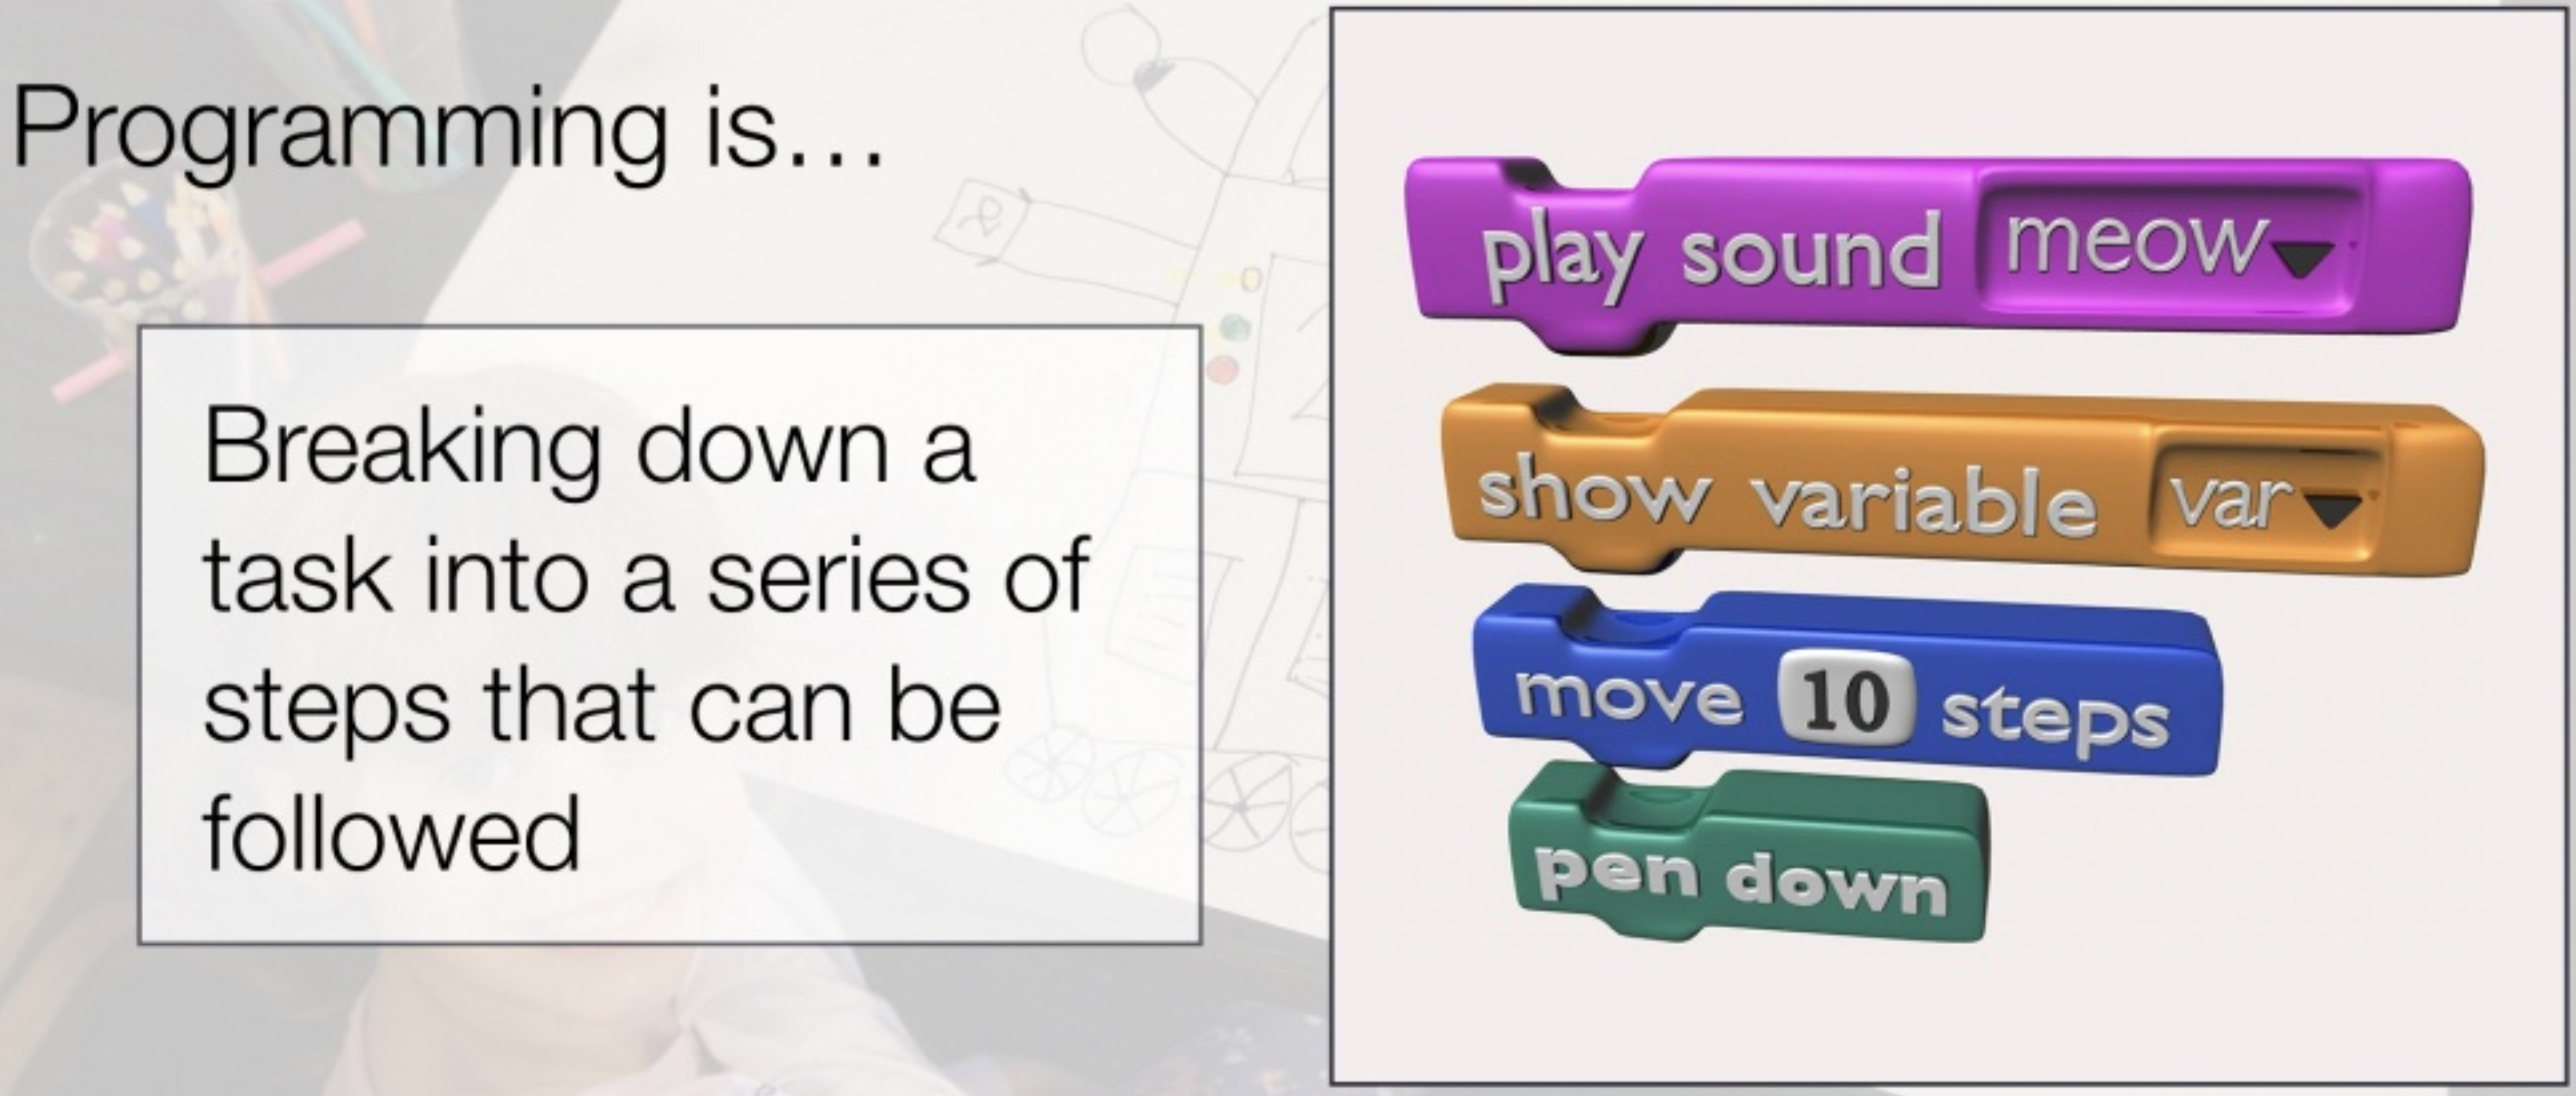 Programming is...
Breaking down a
task into a series of
steps that can be
followed
play sound meow
show variable var
move 10 steps
pen down